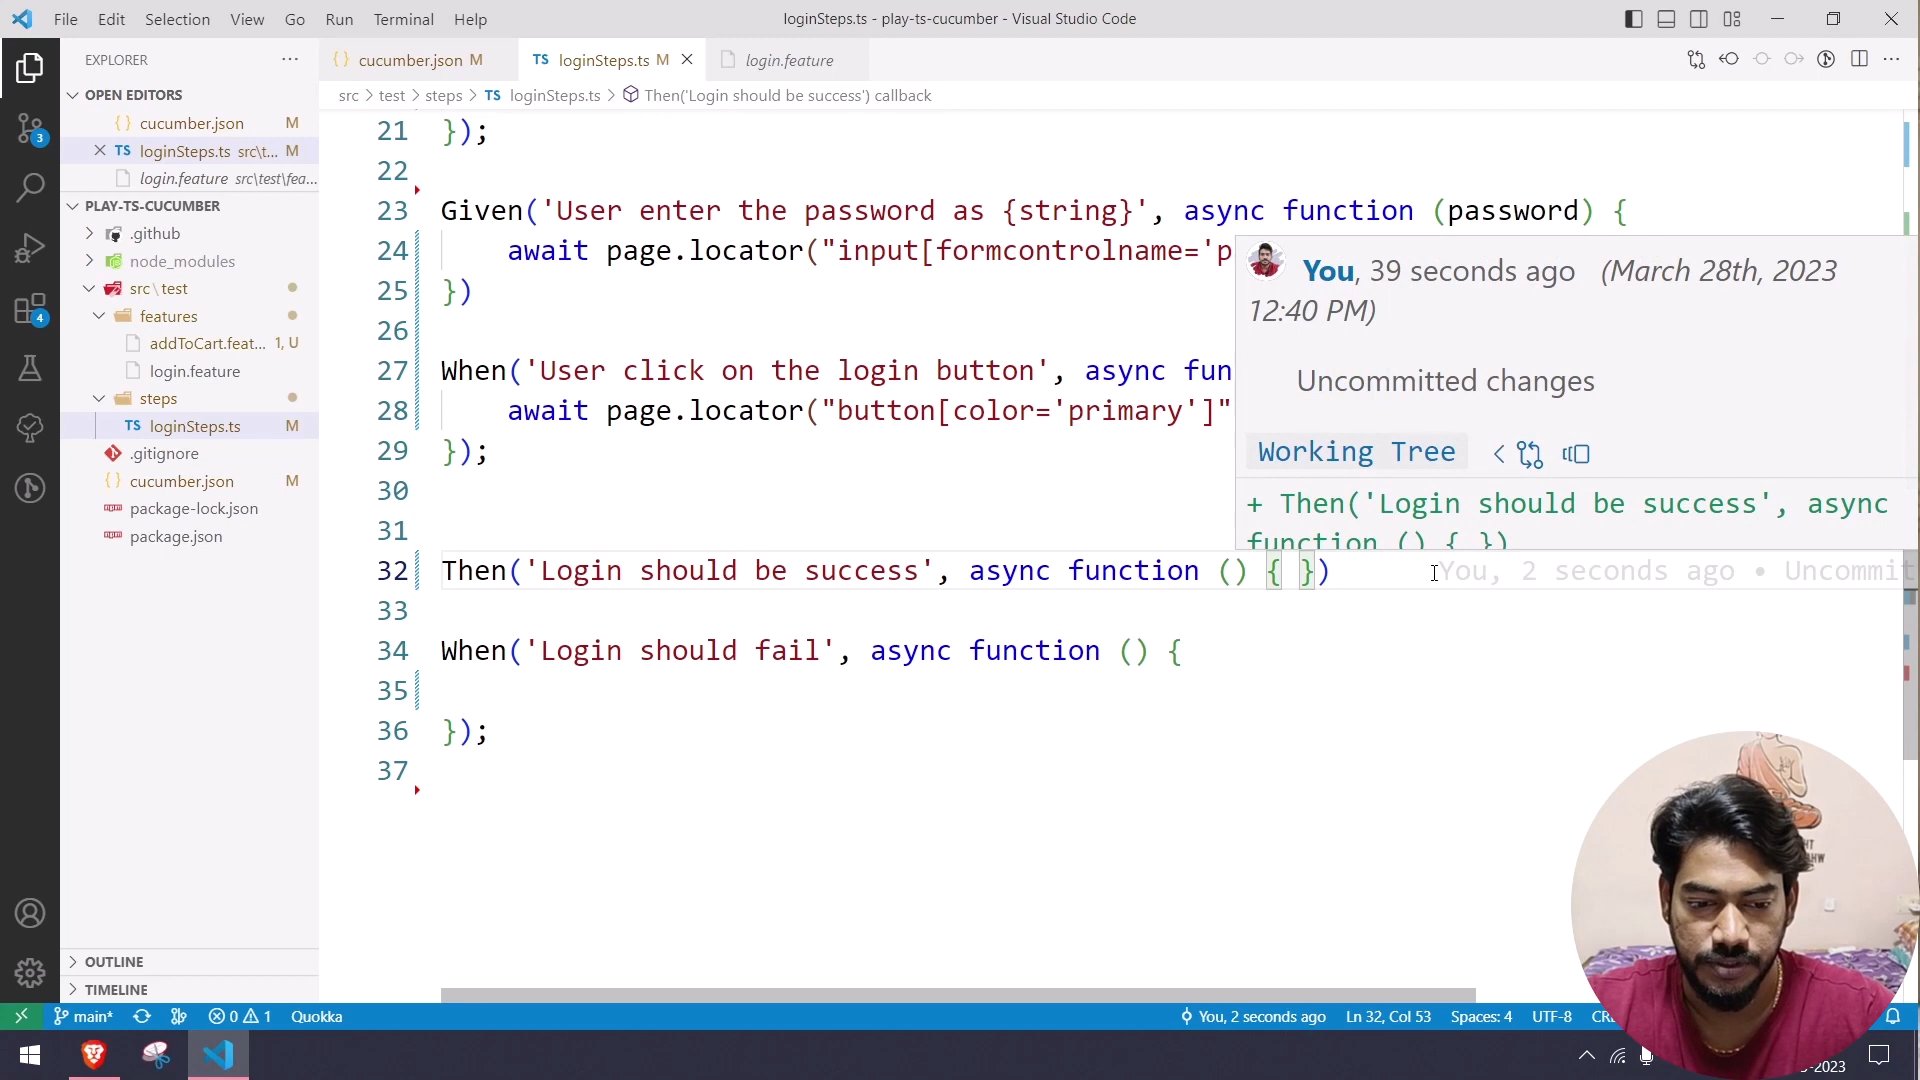 File Edit Selection View Go Run Terminal Help
loginSteps.ts - play-ts-cucumber - Visual Studio Code
EXPLORER
OPEN EDITORS
{} cucumber.json M
TS loginSteps.ts src\t... M
login.feature src\test\fea...
PLAY-TS-CUCUMBER
.github
node_modules
src\test
features
addToCart.feat... 1, U
login.feature
steps
TS loginSteps.ts M
.gitignore
{} cucumber.json M
package-lock.json
package.json
OUTLINE
TIMELINE
3
4
{} cucumber.json M
TS loginSteps.ts M
login.feature
src > test > steps > TS loginSteps.ts > Then('Login should be success') callback
21 });
22
23 Given('User enter the password as {string}', async function (password) {
24 await page.locator("input[formcontrolname='p
25 })
26
27 When('User click on the login button', async fun
28 await page.locator("button[color='primary']"
29 });
30
31
32 Then('Login should be success', async function () { }) You, 2 seconds ago • Uncommit
33
34 When('Login should fail', async function () {
35
36 });
37
You, 39 seconds ago (March 28th, 2023
12:40 PM)
Uncommitted changes
Working Tree
+ Then('Login should be success', async
function () { })
main* 0 1 Quokka
You, 2 seconds ago Ln 32, Col 53 Spaces: 4 UTF-8